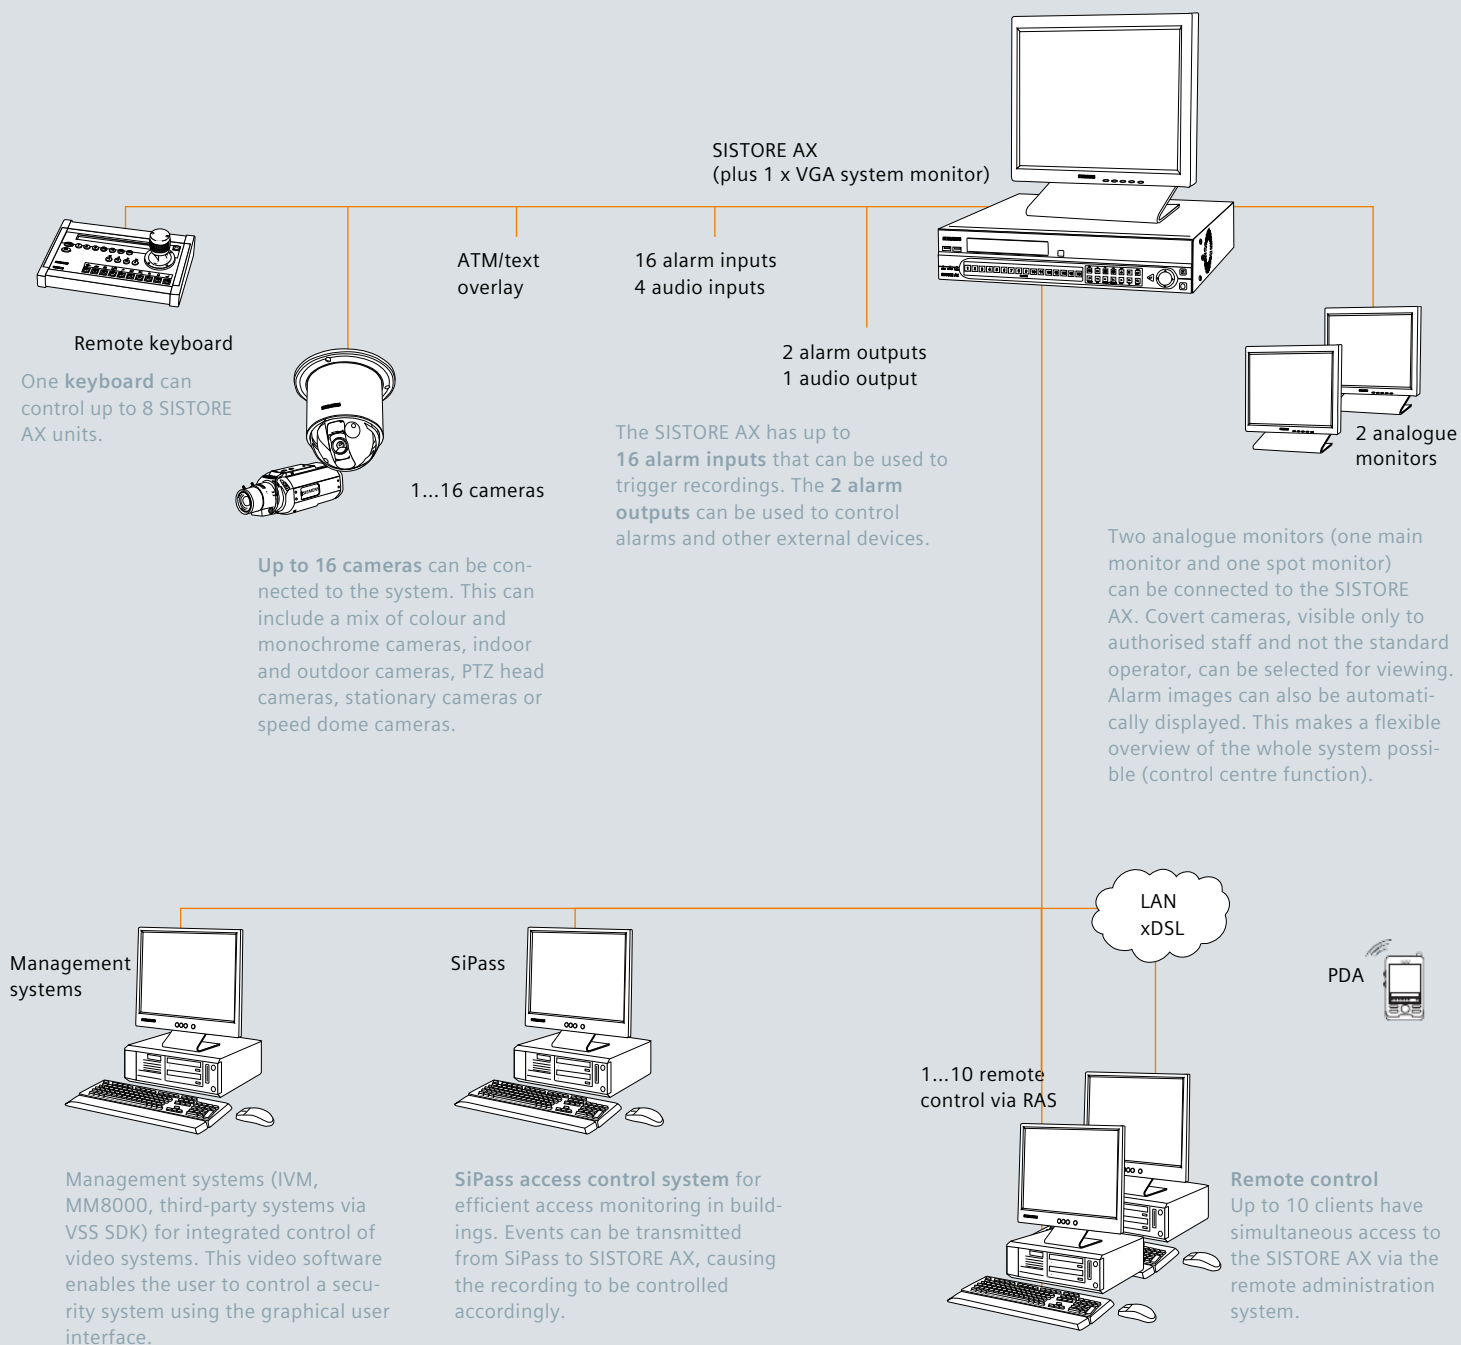 SISTORE AX
(plus 1 x VGA system monitor)
ATM/text
overlay
16 alarm inputs
4 audio inputs
Remote keyboard
One keyboard can
control up to 8 SISTORE
AX units.
2 alarm outputs
1 audio output
The SISTORE AX has up to
16 alarm inputs that can be used to
trigger recordings. The 2 alarm
outputs can be used to control
alarms and other external devices.
1...16 cameras
Up to 16 cameras can be con-
nected to the system. This can
include a mix of colour and
monochrome cameras, indoor
and outdoor cameras, PTZ head
cameras, stationary cameras or
speed dome cameras.
2 analogue
monitors
Two analogue monitors (one main
monitor and one spot monitor)
can be connected to the SISTORE
AX. Covert cameras, visible only to
authorised staff and not the standard
operator, can be selected for viewing.
Alarm images can also be automati-
cally displayed. This makes a flexible
overview of the whole system possi-
ble (control centre function).
LAN
xDSL
Management
systems
SiPass
PDA
1...10 remote
control via RAS
Management systems (IVM,
MM8000, third-party systems via
VSS SDK) for integrated control of
video systems. This video software
enables the user to control a secu-
rity system using the graphical user
interface.
SiPass access control system for
efficient access monitoring in build-
ings. Events can be transmitted
from SiPass to SISTORE AX, causing
the recording to be controlled
accordingly.
Remote control
Up to 10 clients have
simultaneous access to
the SISTORE AX via the
remote administration
system.